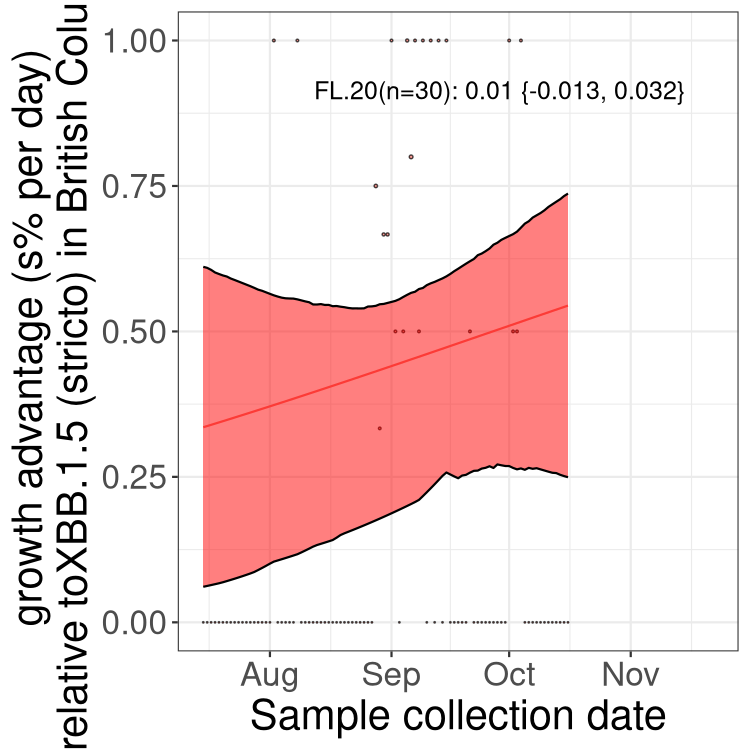 growth advantage (s% per day)
relative toXBB.1.5 (stricto) in British Colu
1.00
0.75
0.50
0.25
0.00
FL.20(n=30): 0.01 {-0.013, 0.032}
Aug Sep Oct Nov
Sample collection date